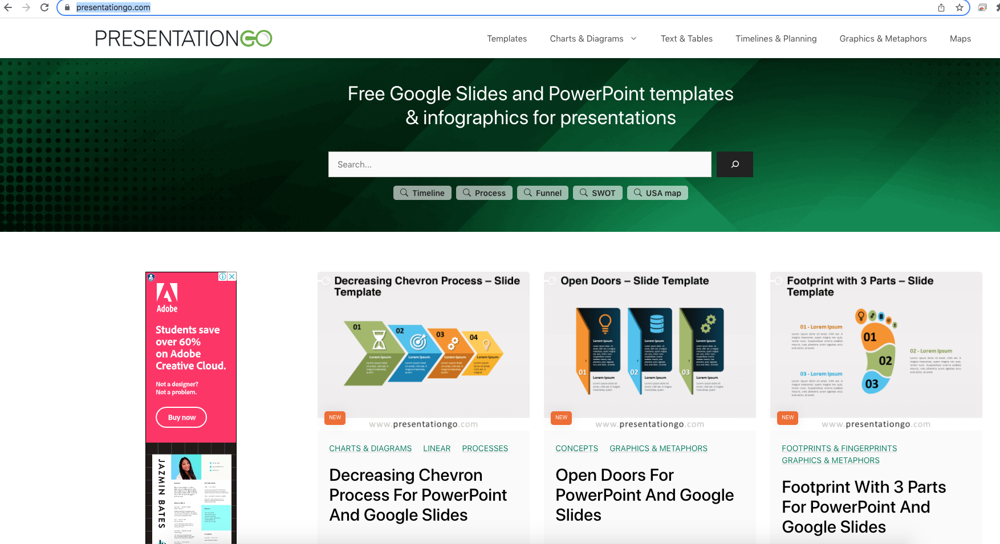 presentationgo.com
PRESENTATIONGO
Templates
Charts & Diagrams
Text & Tables
Timelines & Planning
Graphics & Metaphors
Maps
Free Google Slides and PowerPoint templates
& infographics for presentations
Search...
Timeline
Process
Funnel
SWOT
USA map
Adobe
Students save
over 60%
on Adobe
Creative Cloud.
Not a designer?
Not a problem.
Buy now
JAZMIN BATES
Decreasing Chevron Process – Slide
Template
01
02
03
04
Lorem Ipsum
Lorem Ipsum
Lorem Ipsum
Lorem Ipsum
NEW
www.presentationgo.com
CHARTS & DIAGRAMS LINEAR PROCESSES
Decreasing Chevron
Process For PowerPoint
And Google Slides
Open Doors – Slide Template
Lorem Ipsum
Lorem Ipsum
Lorem Ipsum
01
02
03
Lorem Ipsum
Lorem Ipsum
Lorem Ipsum
NEW
www.presentationgo.com
CONCEPTS GRAPHICS & METAPHORS
Open Doors For
PowerPoint And Google
Slides
Footprint with 3 Parts – Slide
Template
01 - Lorem Ipsum
01
02 - Lorem Ipsum
02
03 - Lorem Ipsum
03
NEW
www.presentationgo.com
FOOTPRINTS & FINGERPRINTS
GRAPHICS & METAPHORS
Footprint With 3 Parts
For PowerPoint And
Google Slides